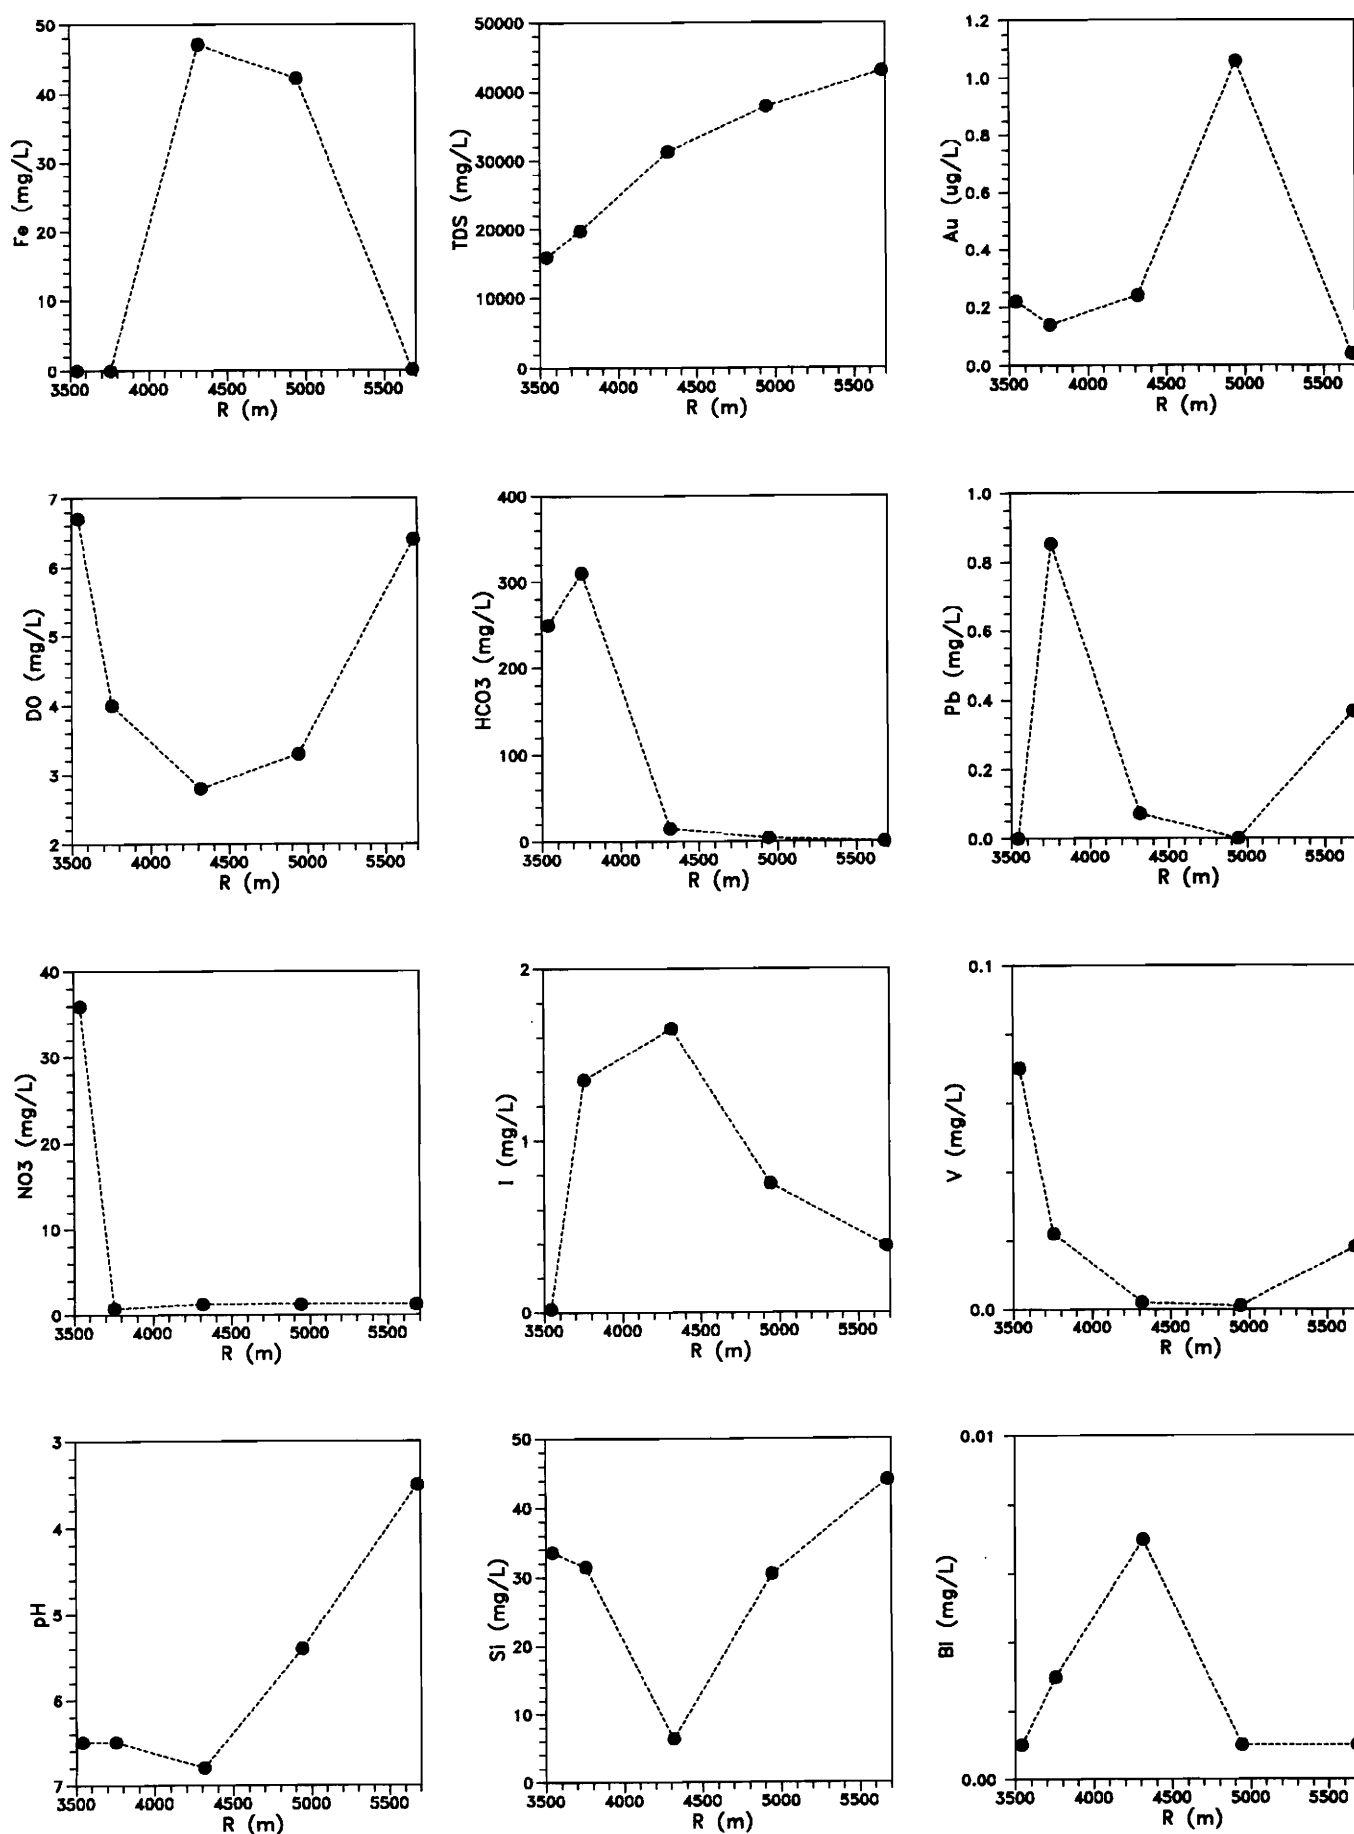 Fe (mg/L)
50
40
30
20
10
0
3500 4000 4500 5000 5500
R (m)
TDS (mg/L)
50000
40000
30000
20000
10000
0
3500 4000 4500 5000 5500
R (m)
Au (ug/L)
1.2
1.0
0.8
0.6
0.4
0.2
0.0
3500 4000 4500 5000 5500
R (m)
DO (mg/L)
7
6
5
4
3
2
3500 4000 4500 5000 5500
R (m)
HCO3 (mg/L)
400
300
200
100
0
3500 4000 4500 5000 5500
R (m)
Pb (mg/L)
1.0
0.8
0.6
0.4
0.2
0.0
3500 4000 4500 5000 5500
R (m)
NO3 (mg/L)
40
30
20
10
0
3500 4000 4500 5000 5500
R (m)
I (mg/L)
2
1
0
3500 4000 4500 5000 5500
R (m)
V (mg/L)
0.1
0.0
3500 4000 4500 5000 5500
R (m)
pH
3
4
5
6
7
3500 4000 4500 5000 5500
R (m)
Si (mg/L)
50
40
30
20
10
0
3500 4000 4500 5000 5500
R (m)
BI (mg/L)
0.01
0.00
3500 4000 4500 5000 5500
R (m)